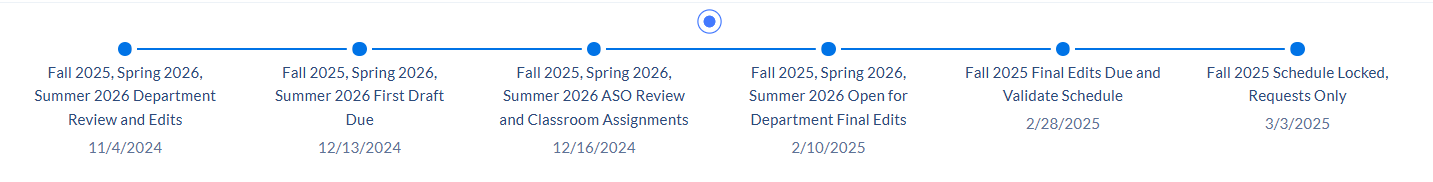 Fall 2025, Spring 2026,
Summer 2026 Department
Review and Edits
11/4/2024
Fall 2025, Spring 2026,
Summer 2026 First Draft
Due
12/13/2024
Fall 2025, Spring 2026,
Summer 2026 ASO Review
and Classroom Assignments
12/16/2024
Fall 2025, Spring 2026,
Summer 2026 Open for
Department Final Edits
2/10/2025
Fall 2025 Final Edits Due and
Validate Schedule
2/28/2025
Fall 2025 Schedule Locked,
Requests Only
3/3/2025